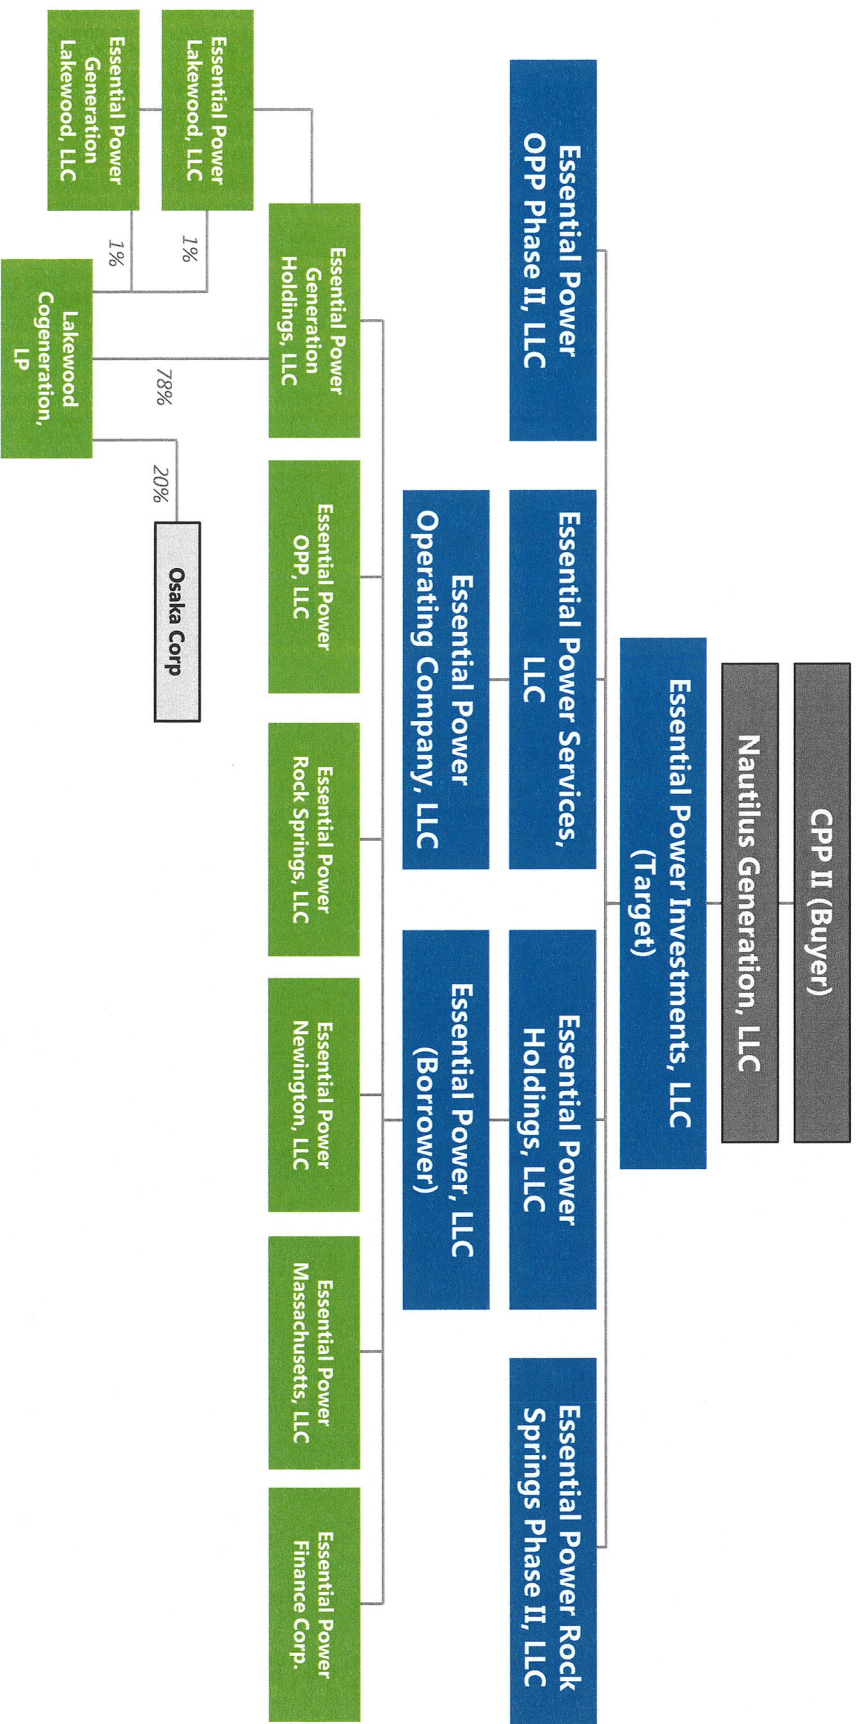 CPP II (Buyer)
Nautilus Generation, LLC
Essential Power Investments, LLC
(Target)
Essential Power
OPP Phase II, LLC
Essential Power Services,
LLC
Essential Power
Holdings, LLC
Essential Power Rock
Springs Phase II, LLC
Essential Power
Operating Company, LLC
Essential Power, LLC
(Borrower)
Essential Power
Generation
Holdings, LLC
Essential Power
OPP, LLC
Essential Power
Rock Springs, LLC
Essential Power
Newington, LLC
Essential Power
Massachusetts, LLC
Essential Power
Finance Corp.
Essential Power
Lakewood, LLC
1%
78%
20%
Osaka Corp
Essential Power
Generation
Lakewood, LLC
1%
Lakewood
Cogeneration,
LP